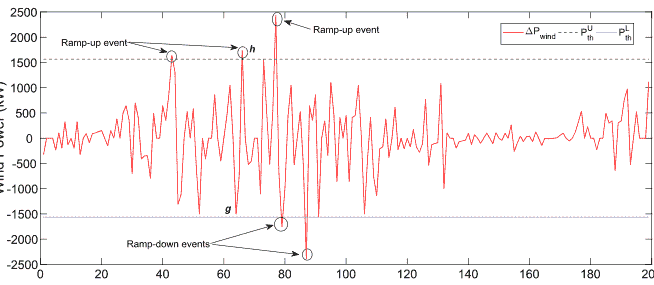 2500
2000
1500
1000
500
0
-500
-1000
-1500
-2000
-2500
Wind Power (kW)
Ramp-up event
h
Ramp-up event
ΔP_wind
P_th^U
P_th^L
g
Ramp-down events
0 20 40 60 80 100 120 140 160 180 200